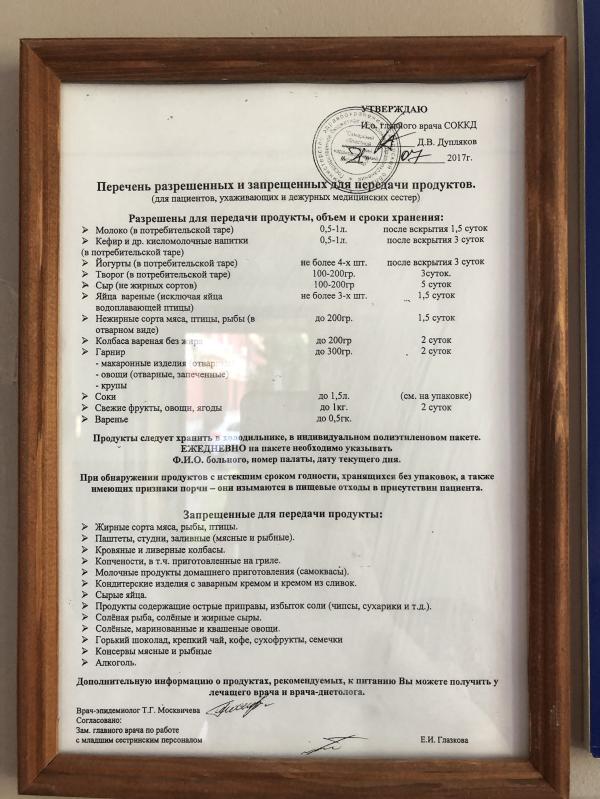 УТВЕРЖДАЮ
И.о. главного врача СОККД
Д.В. Дупляков
07 2017г.
Перечень разрешенных и запрещенных для передачи продуктов.
(для пациентов, ухаживающих и дежурных медицинских сестер)
Разрешены для передачи продукты, объем и сроки хранения:
➢ Молоко (в потребительской таре) 0,5-1л. после вскрытия 1,5 суток
➢ Кефир и др. кисломолочные напитки 0,5-1л. после вскрытия 3 суток
(в потребительской таре)
➢ Йогурты (в потребительской таре) не более 4-х шт. после вскрытия 3 суток
➢ Творог (в потребительской таре) 100-200гр. 3суток.
➢ Сыр (не жирных сортов) 100-200гр 5 суток
➢ Яйца вареные (исключая яйца не более 3-х шт. 1,5 суток
водоплавающей птицы)
➢ Нежирные сорта мяса, птицы, рыбы (в до 200гр. 1,5 суток
отварном виде)
➢ Колбаса вареная без жира до 200гр 2 суток
➢ Гарнир до 300гр. 2 суток
- макаронные изделия (отварные)
- овощи (отварные, запеченные)
- крупы
➢ Соки до 1,5л. (см. на упаковке)
➢ Свежие фрукты, овощи, ягоды до 1кг. 2 суток
➢ Варенье до 0,5гк.
Продукты следует хранить в холодильнике, в индивидуальном полиэтиленовом пакете.
ЕЖЕДНЕВНО на пакете необходимо указывать
Ф.И.О. больного, номер палаты, дату текущего дня.
При обнаружении продуктов с истекшим сроком годности, хранящихся без упаковок, а также
имеющих признаки порчи – они изымаются в пищевые отходы в присутствии пациента.
Запрещенные для передачи продукты:
➢ Жирные сорта мяса, рыбы, птицы.
➢ Паштеты, студни, заливные (мясные и рыбные).
➢ Кровяные и ливерные колбасы.
➢ Копчености, в т.ч. приготовленные на гриле.
➢ Молочные продукты домашнего приготовления (самоквасы).
➢ Кондитерские изделия с заварным кремом и кремом из сливок.
➢ Сырые яйца.
➢ Продукты содержащие острые приправы, избыток соли (чипсы, сухарики и т.д.).
➢ Солёная рыба, солёные и жирные сыры.
➢ Солёные, маринованные и квашеные овощи.
➢ Горький шоколад, крепкий чай, кофе, сухофрукты, семечки
➢ Консервы мясные и рыбные
➢ Алкоголь.
Дополнительную информацию о продуктах, рекомендуемых, к питанию Вы можете получить у
лечащего врача и врача-диетолога.
Врач-эпидемиолог Т.Г. Москвичева
Согласовано:
Зам. главного врача по работе
с младшим сестринским персоналом Е.И. Глазкова